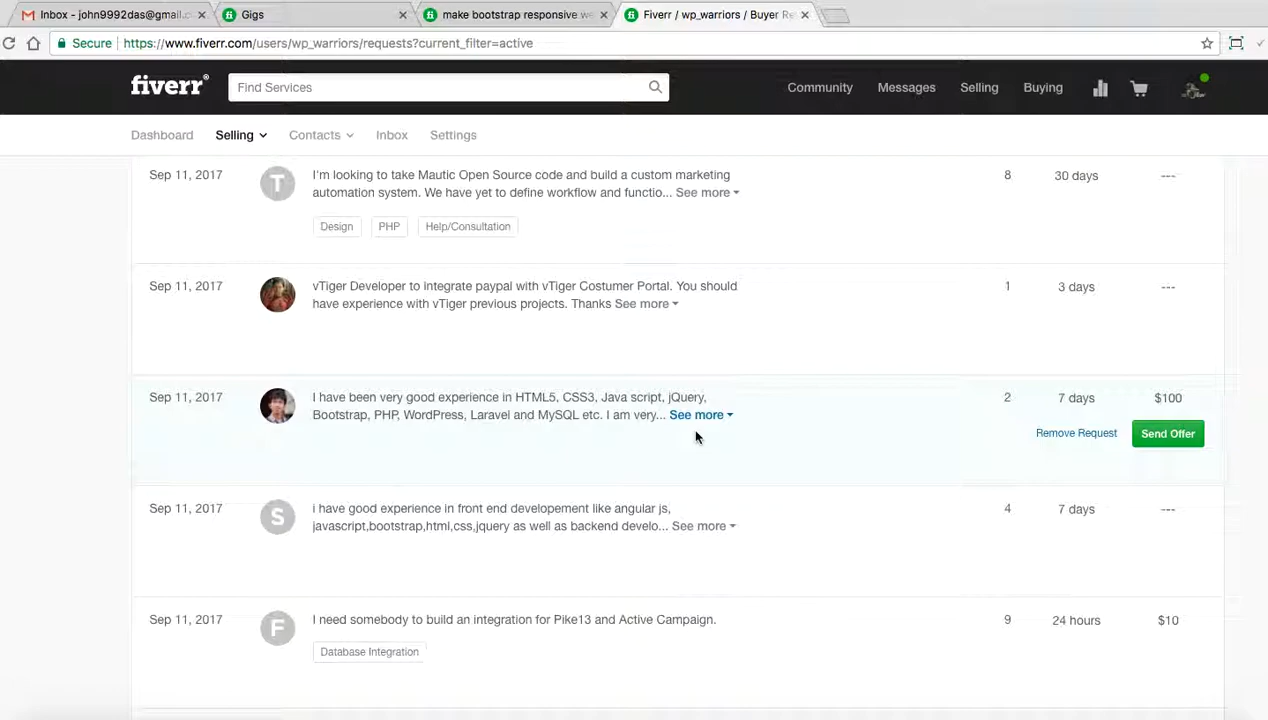 Inbox - john9992das@gmail.c
Gigs
make bootstrap responsive we
Fiverr / wp_warriors / Buyer Re
Secure
https://www.fiverr.com/users/wp_warriors/requests?current_filter=active
fiverr®
Find Services
Community
Messages
Selling
Buying
Dashboard
Selling
Contacts
Inbox
Settings
Sep 11, 2017
I'm looking to take Mautic Open Source code and build a custom marketing
automation system. We have yet to define workflow and functio... See more
8
30 days
---
Design
PHP
Help/Consultation
Sep 11, 2017
T
vTiger Developer to integrate paypal with vTiger Costumer Portal. You should
have experience with vTiger previous projects. Thanks See more
1
3 days
---
Sep 11, 2017
I have been very good experience in HTML5, CSS3, Java script, jQuery,
Bootstrap, PHP, WordPress, Laravel and MySQL etc. I am very... See more
2
7 days
$100
Remove Request
Send Offer
Sep 11, 2017
S
i have good experience in front end developement like angular js,
javascript,bootstrap,html,css,jquery as well as backend develo... See more
4
7 days
---
Sep 11, 2017
F
I need somebody to build an integration for Pike13 and Active Campaign.
9
24 hours
$10
Database Integration